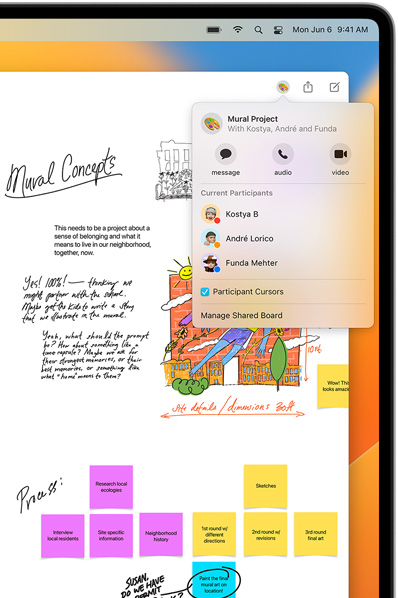 Mon Jun 6 9:41 AM
Mural Project
With Kostya, André and Funda
message audio video
Current Participants
Kostya B
André Lorico
Funda Mehter
Participant Cursors
Manage Shared Board
Mural Concepts
This needs to be a project about a
sense of belonging and what it
means to live in our neighborhood,
together, now.
Yes! 100%! — thinking we
might partner with the school.
Maybe get the kids to write a story
that we illustrate in the mural.
Yeah, what should the prompt
be? How about something like a
time capsule? Maybe we ask for
their strongest memories, or their
best memories, or something like
what "home" means to them?
10ft
Site details / dimensions 30ft
Wow! This
looks amazin
Process:
Research local
ecologies
Sketches
Interview
local residents
Site specific
information
Neighborhood
history
1st round w/
different
directions
2nd round w/
revisions
3rd round
final art
Paint the final
mural art on
location!
SUSAN,
DO WE HAVE